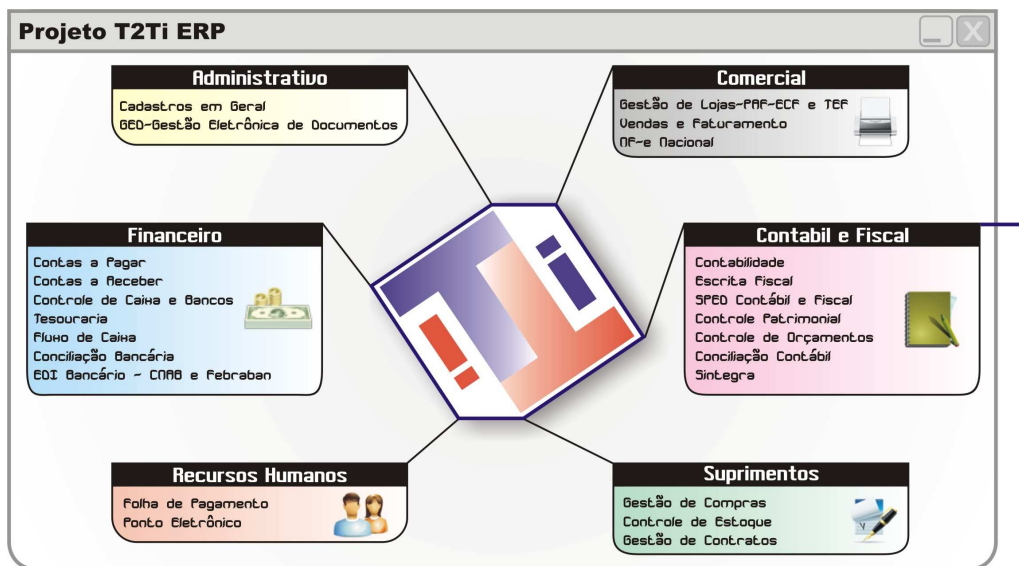 Projeto T2Ti ERP
Administrativo
Cadastros em Geral
GED-Gestão Eletrônica de Documentos
Comercial
Gestão de Lojas-PAF-ECF e TEF
Vendas e Faturamento
NF-e Nacional
Financeiro
Contas a Pagar
Contas a Receber
Controle de Caixa e Bancos
Tesouraria
Fluxo de Caixa
Conciliação Bancária
EDI Bancário - CNAB e Febraban
Contabil e Fiscal
Contabilidade
Escrita Fiscal
SPED Contábil e Fiscal
Controle Patrimonial
Controle de Orçamentos
Conciliação Contábil
Sintegra
Recursos Humanos
Folha de Pagamento
Ponto Eletrônico
Suprimentos
Gestão de Compras
Controle de Estoque
Gestão de Contratos